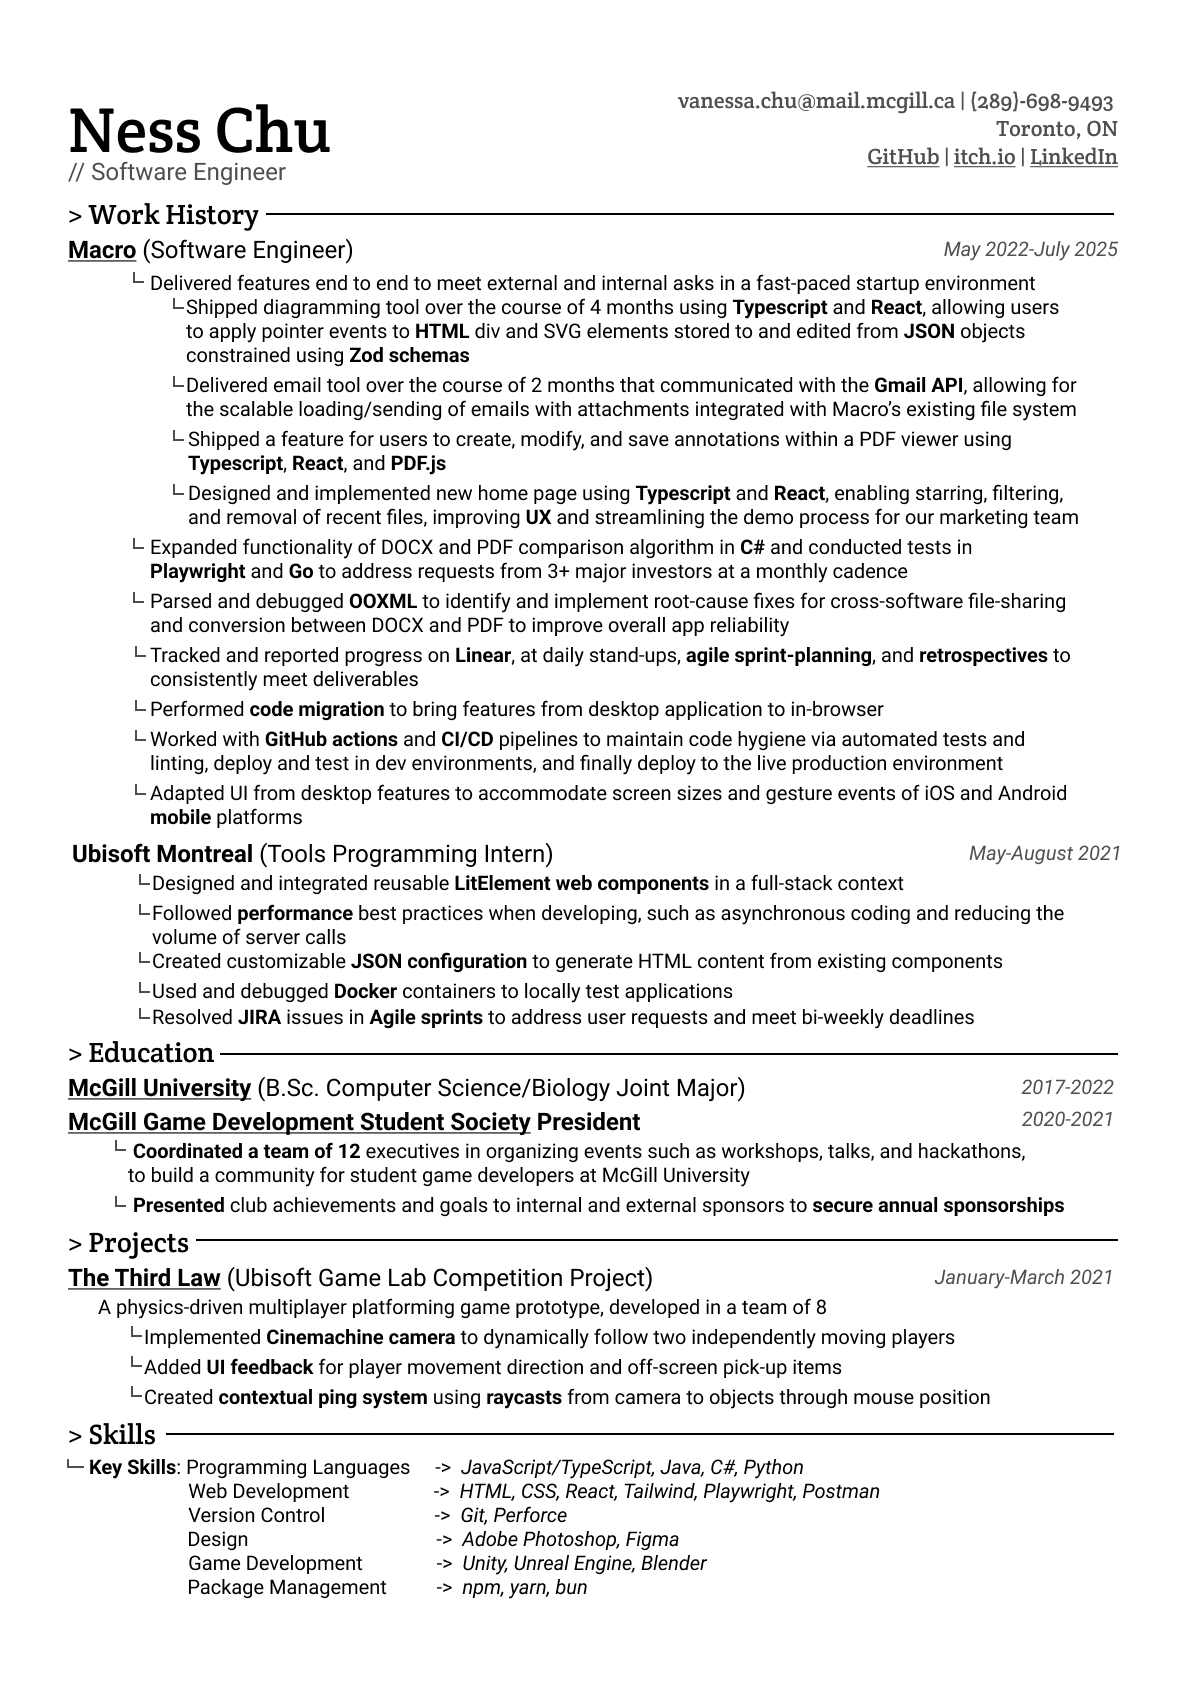 Ness Chu
// Software Engineer
vanessa.chu@mail.mcgill.ca | (289)-698-9493
Toronto, ON
GitHub | itch.io | LinkedIn
> Work History
Macro (Software Engineer) May 2022-July 2025
Delivered features end to end to meet external and internal asks in a fast-paced startup environment
Shipped diagramming tool over the course of 4 months using Typescript and React, allowing users
to apply pointer events to HTML div and SVG elements stored to and edited from JSON objects
constrained using Zod schemas
Delivered email tool over the course of 2 months that communicated with the Gmail API, allowing for
the scalable loading/sending of emails with attachments integrated with Macro’s existing file system
Shipped a feature for users to create, modify, and save annotations within a PDF viewer using
Typescript, React, and PDF.js
Designed and implemented new home page using Typescript and React, enabling starring, filtering,
and removal of recent files, improving UX and streamlining the demo process for our marketing team
Expanded functionality of DOCX and PDF comparison algorithm in C# and conducted tests in
Playwright and Go to address requests from 3+ major investors at a monthly cadence
Parsed and debugged OOXML to identify and implement root-cause fixes for cross-software file-sharing
and conversion between DOCX and PDF to improve overall app reliability
Tracked and reported progress on Linear, at daily stand-ups, agile sprint-planning, and retrospectives to
consistently meet deliverables
Performed code migration to bring features from desktop application to in-browser
Worked with GitHub actions and CI/CD pipelines to maintain code hygiene via automated tests and
linting, deploy and test in dev environments, and finally deploy to the live production environment
Adapted UI from desktop features to accommodate screen sizes and gesture events of iOS and Android
mobile platforms
Ubisoft Montreal (Tools Programming Intern) May-August 2021
Designed and integrated reusable LitElement web components in a full-stack context
Followed performance best practices when developing, such as asynchronous coding and reducing the
volume of server calls
Created customizable JSON configuration to generate HTML content from existing components
Used and debugged Docker containers to locally test applications
Resolved JIRA issues in Agile sprints to address user requests and meet bi-weekly deadlines
> Education
McGill University (B.Sc. Computer Science/Biology Joint Major) 2017-2022
McGill Game Development Student Society President 2020-2021
Coordinated a team of 12 executives in organizing events such as workshops, talks, and hackathons,
to build a community for student game developers at McGill University
Presented club achievements and goals to internal and external sponsors to secure annual sponsorships
> Projects
The Third Law (Ubisoft Game Lab Competition Project) January-March 2021
A physics-driven multiplayer platforming game prototype, developed in a team of 8
Implemented Cinemachine camera to dynamically follow two independently moving players
Added UI feedback for player movement direction and off-screen pick-up items
Created contextual ping system using raycasts from camera to objects through mouse position
> Skills
Key Skills: Programming Languages -> JavaScript/TypeScript, Java, C#, Python
Web Development -> HTML, CSS, React, Tailwind, Playwright, Postman
Version Control -> Git, Perforce
Design -> Adobe Photoshop, Figma
Game Development -> Unity, Unreal Engine, Blender
Package Management -> npm, yarn, bun